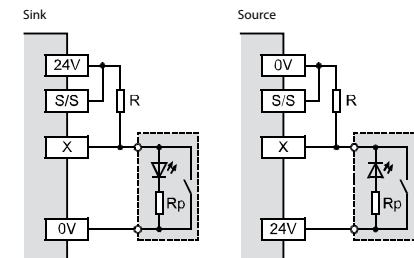 Sink Source
24V 0V
S/S R S/S R
X X
Rp Rp
0V 24V